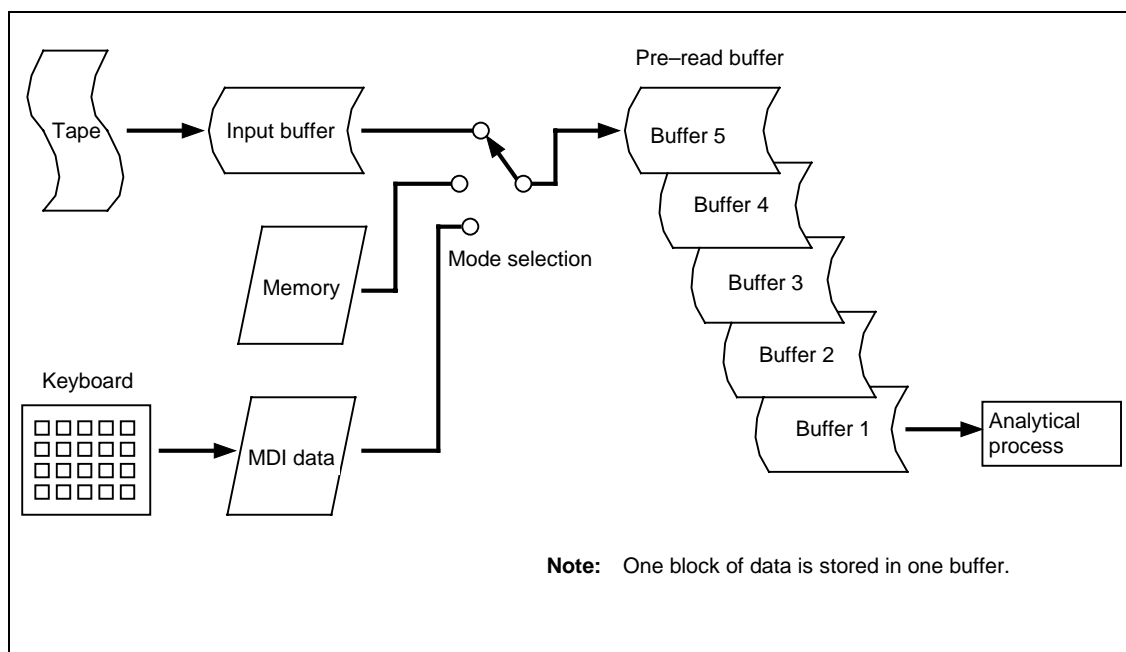 Pre–read buffer
Tape
Input buffer
Buffer 5
Buffer 4
Mode selection
Memory
Buffer 3
Buffer 2
Keyboard
MDI data
Buffer 1
Analytical
process
Note: One block of data is stored in one buffer.